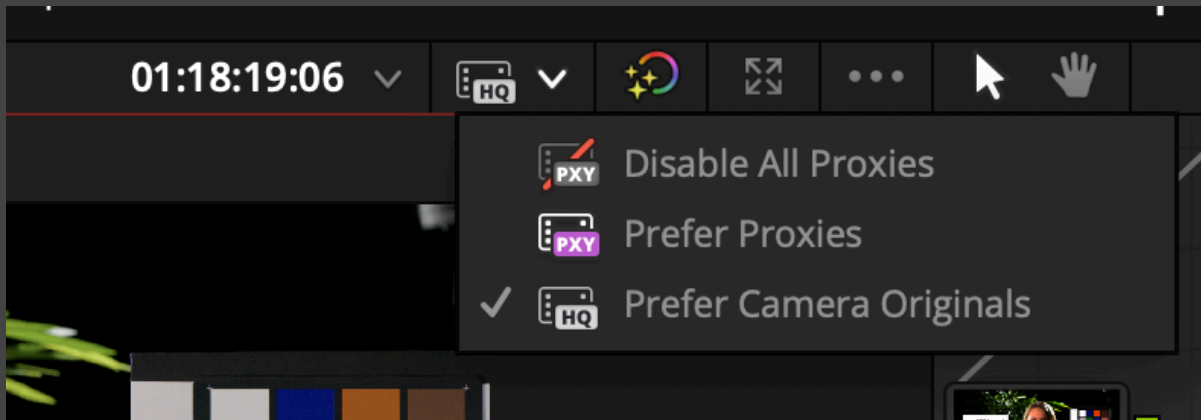 01:18:19:06 HQ
PXY Disable All Proxies
PXY Prefer Proxies
HQ Prefer Camera Originals